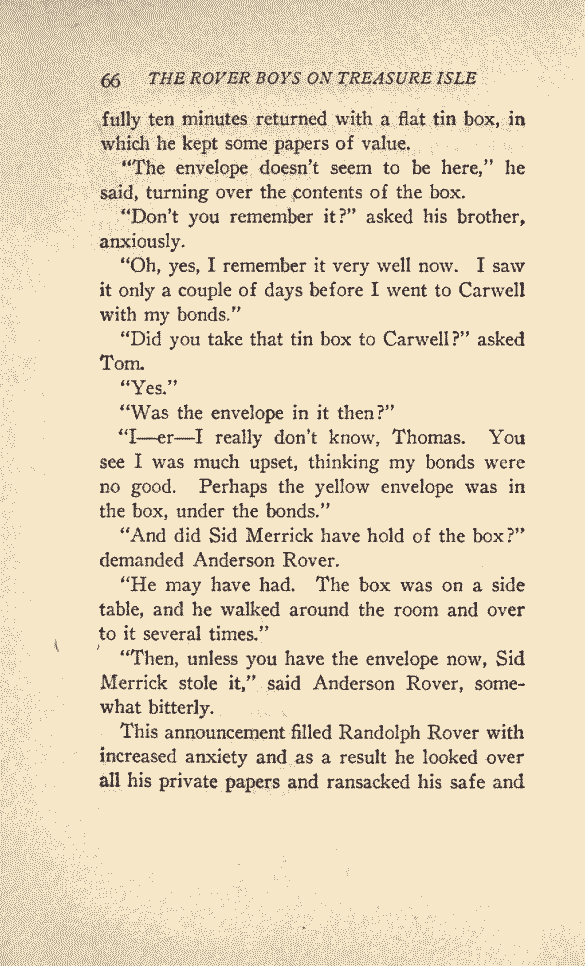 66 THE ROVER BOYS ON TREASURE ISLE
fully ten minutes returned with a flat tin box, in
which he kept some papers of value.
"The envelope doesn't seem to be here," he
said, turning over the contents of the box.
"Don't you remember it?" asked his brother,
anxiously.
"Oh, yes, I remember it very well now. I saw
it only a couple of days before I went to Carwell
with my bonds."
"Did you take that tin box to Carwell?" asked
Tom.
"Yes."
"Was the envelope in it then?"
"I—er—I really don't know, Thomas. You
see I was much upset, thinking my bonds were
no good. Perhaps the yellow envelope was in
the box, under the bonds."
"And did Sid Merrick have hold of the box?"
demanded Anderson Rover.
"He may have had. The box was on a side
table, and he walked around the room and over
to it several times."
"Then, unless you have the envelope now, Sid
Merrick stole it," said Anderson Rover, some-
what bitterly.
This announcement filled Randolph Rover with
increased anxiety and as a result he looked over
all his private papers and ransacked his safe and